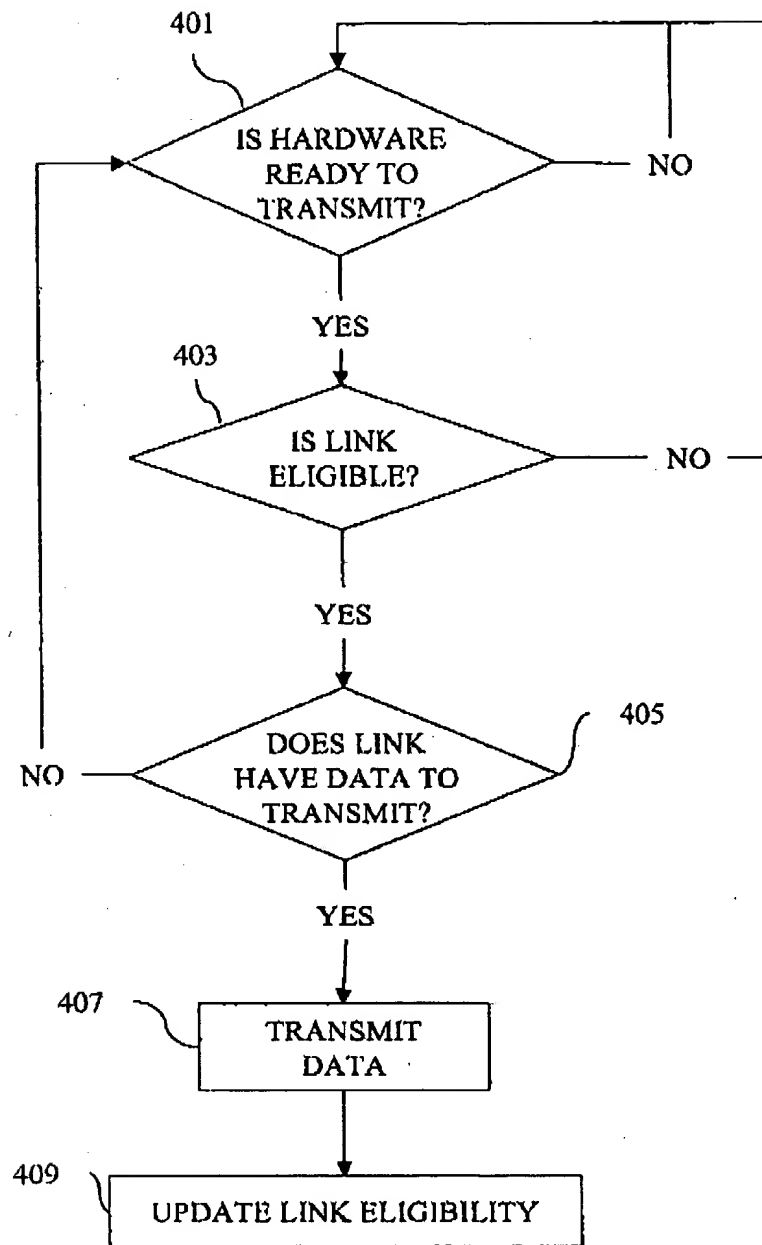 401
IS HARDWARE
READY TO
TRANSMIT?
NO
YES
403
IS LINK
ELIGIBLE?
NO
YES
405
DOES LINK
HAVE DATA TO
TRANSMIT?
NO
YES
407
TRANSMIT
DATA
409
UPDATE LINK ELIGIBILITY